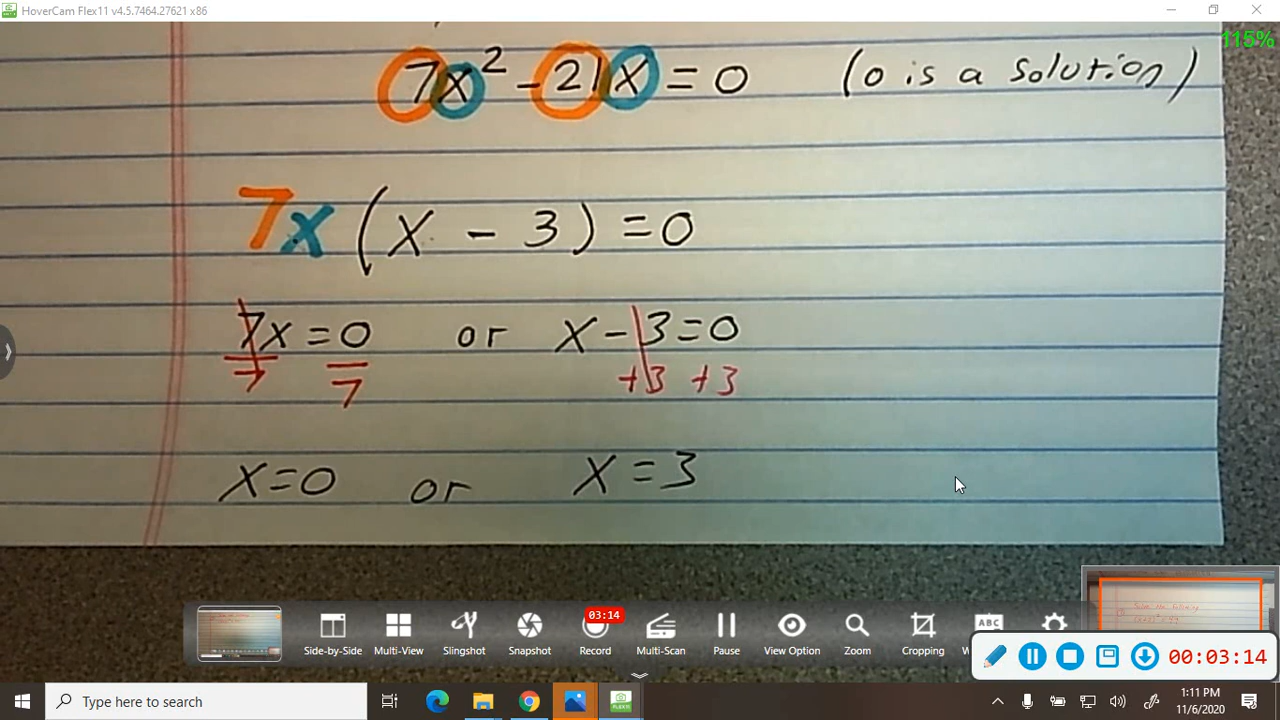 HoverCam Flex11 v4.5.7464.27621 x86
115%
7x² - 21x = 0 (0 is a solution)
7x (x - 3) = 0
7x = 0 or x - 3 = 0
7 7 +3 +3
x = 0 or x = 3
03:14
Side-by-Side Multi-View Slingshot Snapshot Record Multi-Scan Pause View Option Zoom Cropping
ABC
00:03:14
Type here to search
FLEX11
1:11 PM
11/6/2020